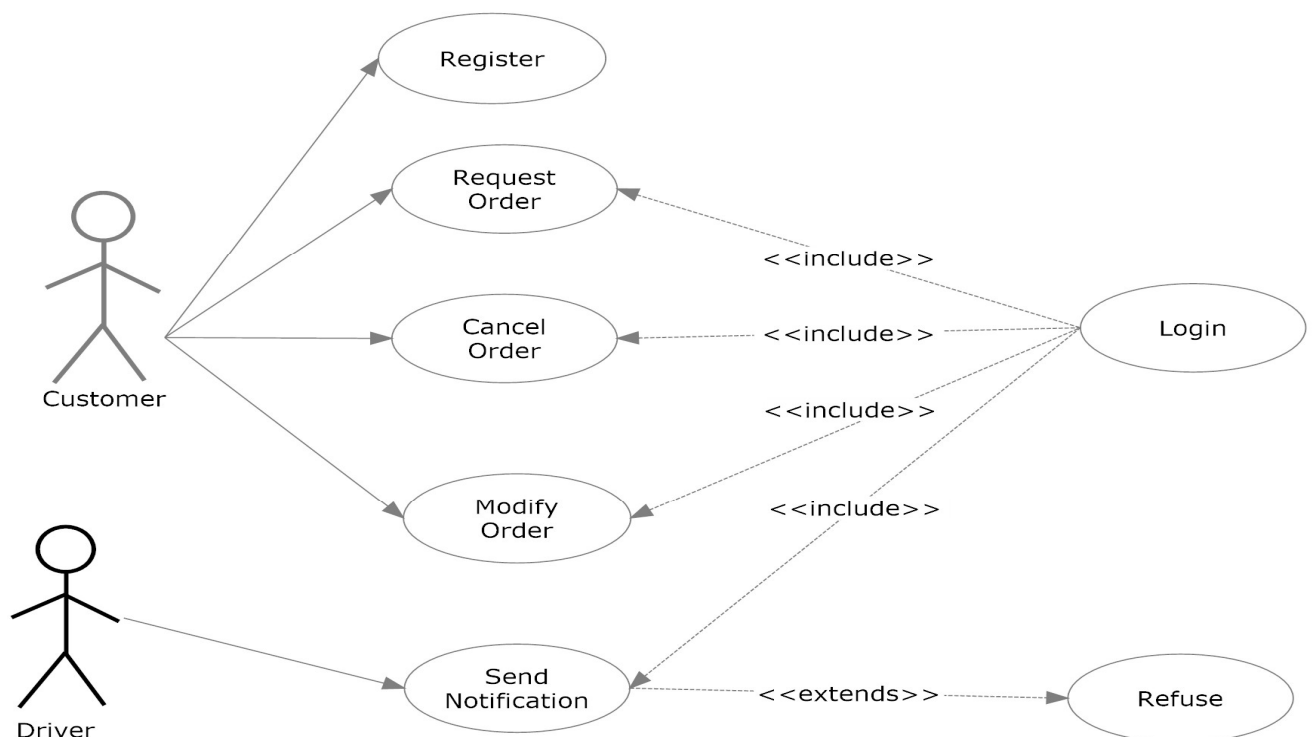 Register
Request
Order
<<include>>
Cancel
Order
<<include>>
Login
Customer
<<include>>
Modify
Order
<<include>>
Send
Notification
<<extends>>
Refuse
Driver